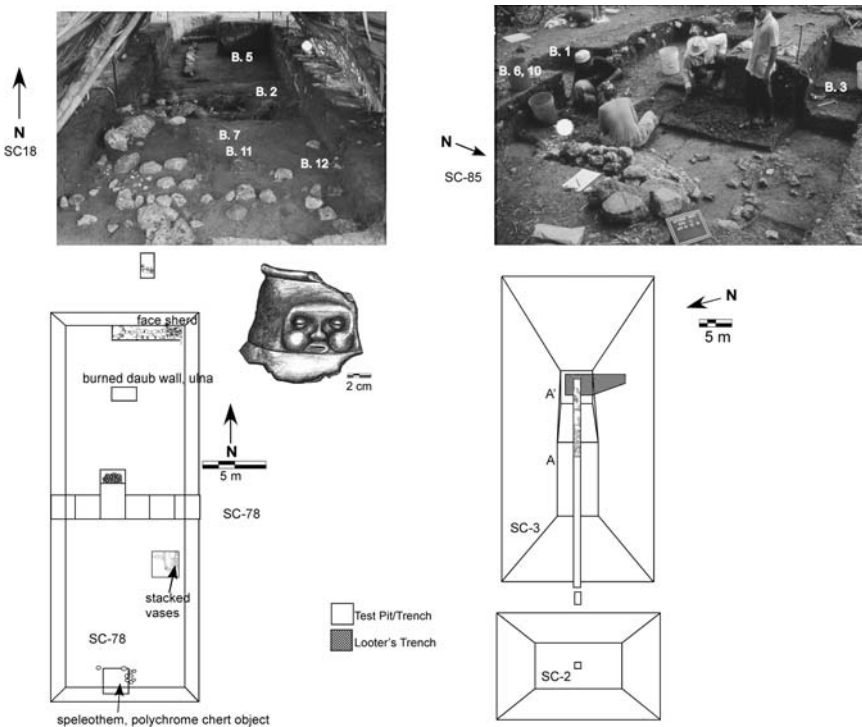 B. 5
B. 2
B. 7
B. 11
B. 12
N
SC18
B. 1
B. 6, 10
B. 3
N
SC-85
face sherd
2 cm
burned daub wall, ulna
N
5 m
SC-78
stacked
vases
SC-78
speleothem, polychrome chert object
Test Pit/Trench
Looter's Trench
N
5 m
A'
A
SC-3
SC-2